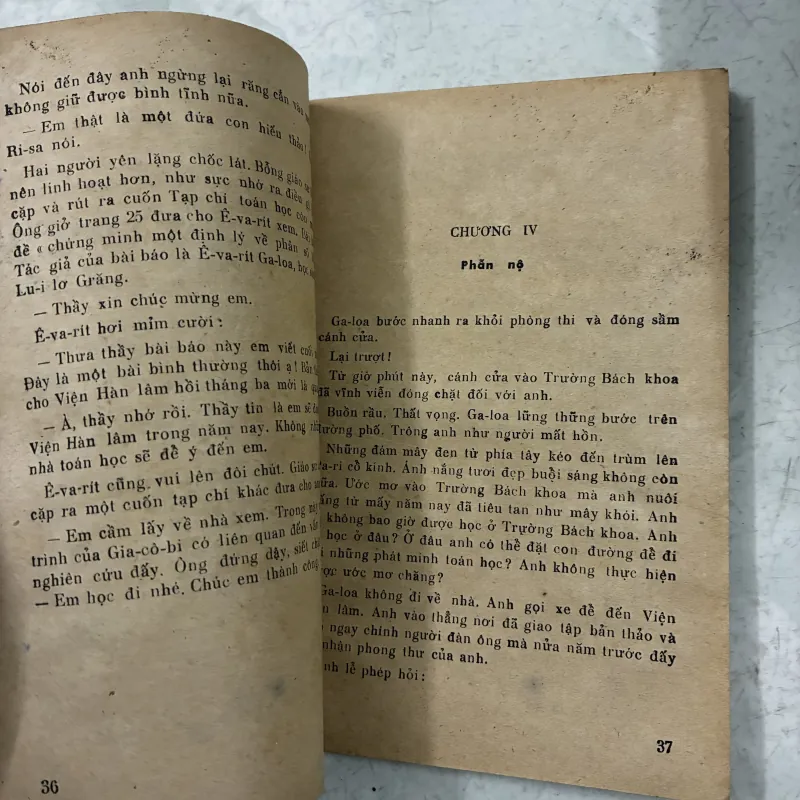 Nói đến đây anh ngừng lại răng cắn vào
không giữ được bình tĩnh nữa.
— Em thật là một đứa con hiếu thảo!
Ri-sa nói.
Hai người yên lặng chốc lát. Bỗng giáo
nên linh hoạt hơn, như sực nhớ ra điều
cặp và rút ra cuốn Tạp chí toán học
Ông giở trang 25 đưa cho Ê-va-rít xem.
đề « chứng minh một định lý về phân số
Tác giả của bài báo là Ê-va-rít Ga-loa, học
Lu-i lơ Grăng.
— Thầy xin chúc mừng em.
Ê-va-rít hơi mỉm cười:
— Thưa thầy bài báo này em viết
Đây là một bài bình thường thôi ạ!
cho Viện Hàn lâm hồi tháng ba mới là
— À, thầy nhớ rồi. Thầy tin là em sẽ
Viện Hàn lâm trong năm nay. Không
nhà toán học sẽ để ý đến em.
Ê-va-rít cũng vui lên đôi chút. Giáo
cặp ra một cuốn tạp chí khác đưa cho
— Em cầm lấy về nhà xem. Trong
trình của Gia-cô-bi có liên quan đến vấn
nghiên cứu đấy. Ông đứng dậy, siết
— Em học đi nhé. Chúc em thành công
36
CHƯƠNG IV
Phẫn nộ
Ga-loa bước nhanh ra khỏi phòng thi và đóng sầm
cánh cửa.
Lại trượt!
Từ giờ phút này, cánh cửa vào Trường Bách khoa
đã vĩnh viễn đóng chặt đối với anh.
Buồn rầu. Thất vọng. Ga-loa lững thững bước trên
đường phố. Trông anh như người mất hồn.
Những đám mây đen từ phía tây kéo đến trùm lên
Pa-ri cổ kính. Ánh nắng tươi đẹp buổi sáng không còn
nữa. Ước mơ vào Trường Bách khoa mà anh nuôi
từ mấy năm nay đã tiêu tan như mây khói. Anh
không bao giờ được học ở Trường Bách khoa. Anh
học ở đâu? Ở đâu anh có thể đặt con đường để đi
những phát minh toán học? Anh không thực hiện
được ước mơ chăng?
Ga-loa không đi về nhà. Anh gọi xe để đến Viện
lâm. Anh vào thẳng nơi đã giao tập bản thảo và
ngay chính người đàn ông mà nửa năm trước đấy
nhận phong thư của anh.
lễ phép hỏi:
37